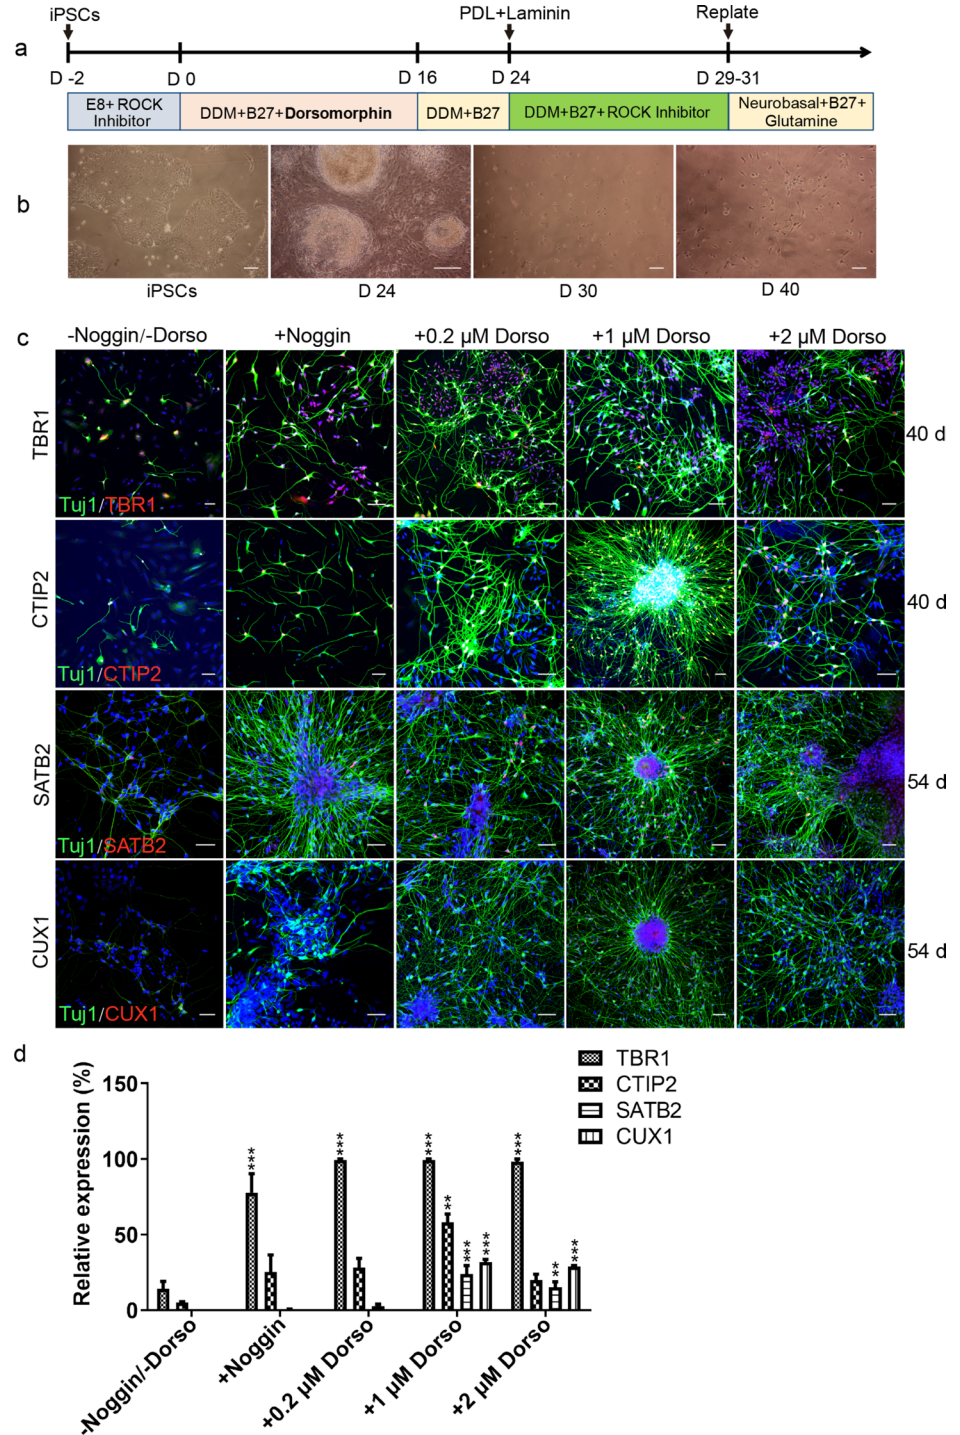 iPSCs PDL+Laminin Replate
a
D -2 D 0 D 16 D 24 D 29-31
E8+ ROCK Inhibitor
DDM+B27+Dorsomorphin
DDM+B27
DDM+B27+ROCK Inhibitor
Neurobasal+B27+ Glutamine
b
iPSCs D 24 D 30 D 40
c
-Noggin/-Dorso +Noggin +0.2 µM Dorso +1 µM Dorso +2 µM Dorso
TBR1
Tuj1/TBR1
40 d
CTIP2
Tuj1/CTIP2
40 d
SATB2
Tuj1/SATB2
54 d
CUX1
Tuj1/CUX1
54 d
d
TBR1
CTIP2
SATB2
CUX1
Relative expression (%)
150
100
50
0
*** *** *** ** *** *** *** ** ***
-Noggin/-Dorso
+Noggin
+0.2 µM Dorso
+1 µM Dorso
+2 µM Dorso